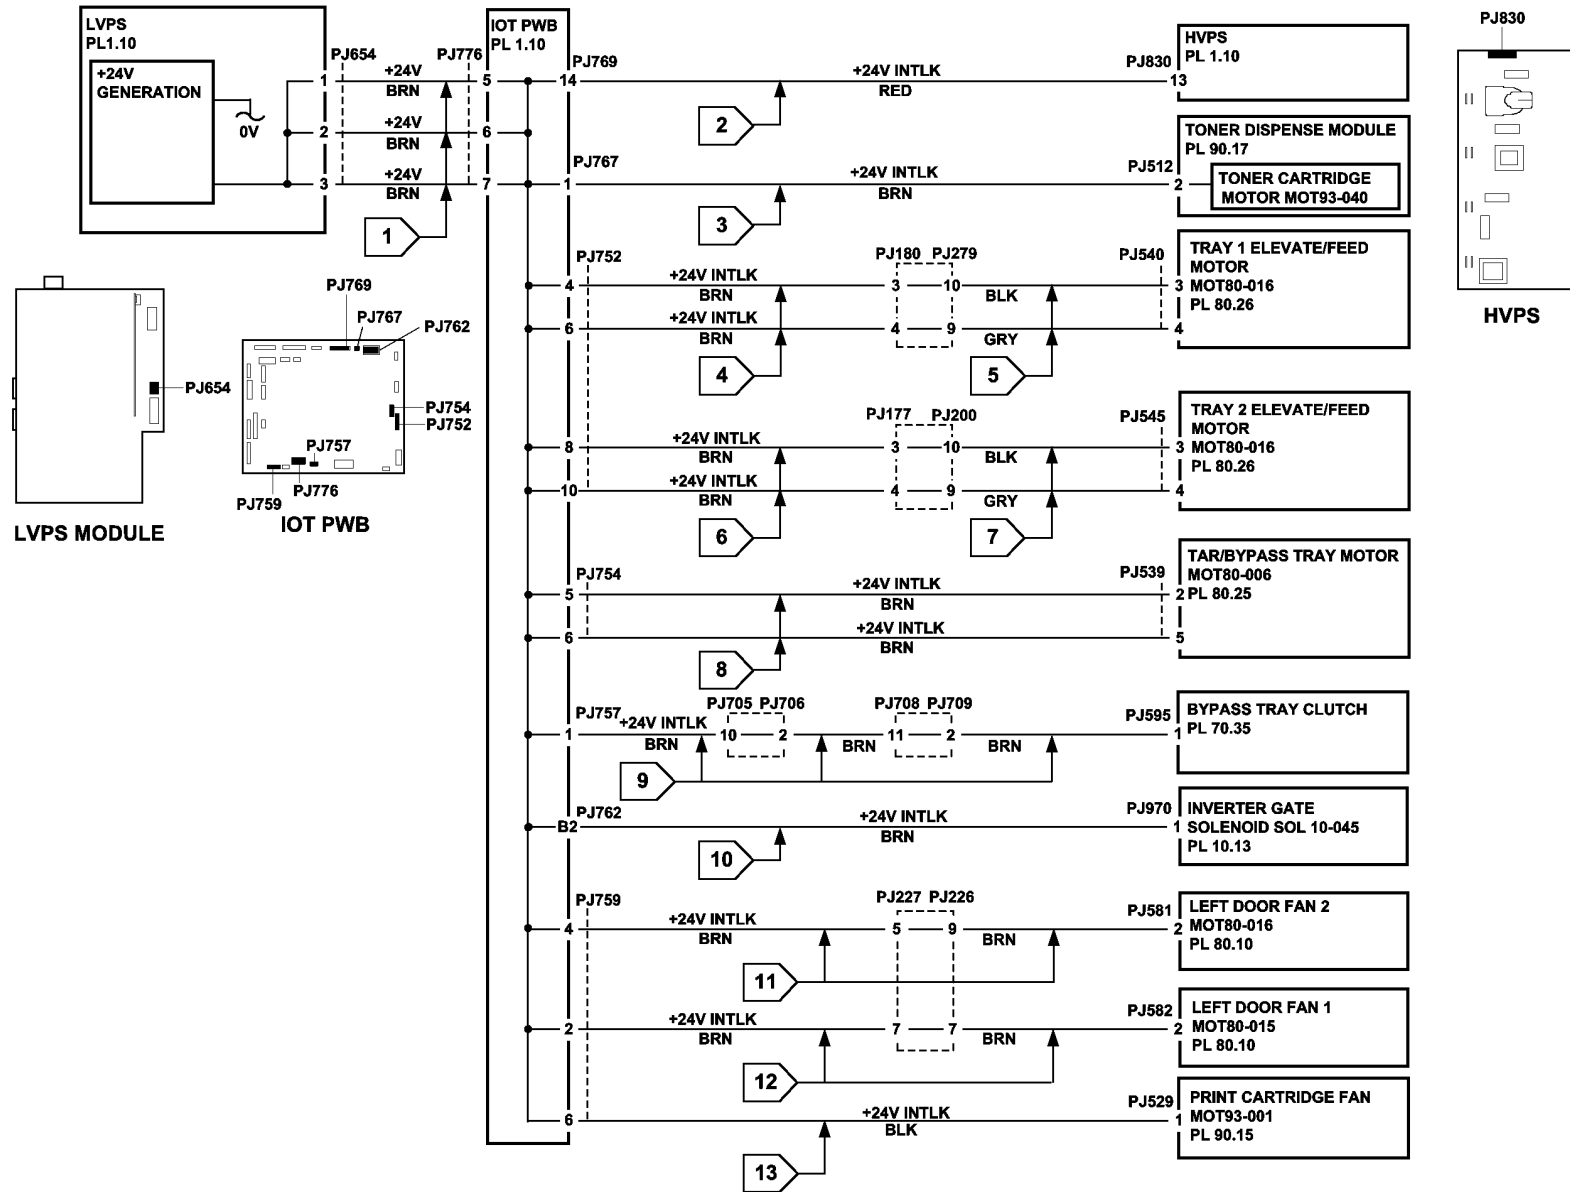 LVPS
PL1.10
+24V
GENERATION
0V
1
2
3
PJ654
+24V
BRN
+24V
BRN
+24V
BRN
PJ776
5
6
7
1
IOT PWB
PL 1.10
PJ769
14
+24V INTLK
RED
2
PJ830
13
HVPS
PL 1.10
PJ767
1
+24V INTLK
BRN
3
PJ512
2
TONER DISPENSE MODULE
PL 90.17
TONER CARTRIDGE
MOTOR MOT93-040
PJ752
4
+24V INTLK
BRN
6
+24V INTLK
BRN
4
PJ180 PJ279
3 10
4 9
BLK
GRY
5
PJ540
3
4
TRAY 1 ELEVATE/FEED
MOTOR
MOT80-016
PL 80.26
8
+24V INTLK
BRN
10
+24V INTLK
BRN
6
PJ177 PJ200
3 10
4 9
BLK
GRY
7
PJ545
3
4
TRAY 2 ELEVATE/FEED
MOTOR
MOT80-016
PL 80.26
PJ754
5
+24V INTLK
BRN
6
+24V INTLK
BRN
8
PJ539
2
5
TAR/BYPASS TRAY MOTOR
MOT80-006
PL 80.25
PJ757
1
+24V INTLK
BRN
PJ705 PJ706
10 2
BRN
PJ708 PJ709
11 2
BRN
9
PJ595
1
BYPASS TRAY CLUTCH
PL 70.35
PJ762
B2
+24V INTLK
BRN
10
PJ970
1
INVERTER GATE
SOLENOID SOL 10-045
PL 10.13
PJ759
4
+24V INTLK
BRN
PJ227 PJ226
5 9
BRN
11
PJ581
2
LEFT DOOR FAN 2
MOT80-016
PL 80.10
2
+24V INTLK
BRN
7 7
BRN
12
PJ582
2
LEFT DOOR FAN 1
MOT80-015
PL 80.10
6
+24V INTLK
BLK
13
PJ529
1
PRINT CARTRIDGE FAN
MOT93-001
PL 90.15
PJ654
LVPS MODULE
PJ769
PJ767
PJ762
PJ754
PJ752
PJ757
PJ776
PJ759
IOT PWB
PJ830
HVPS